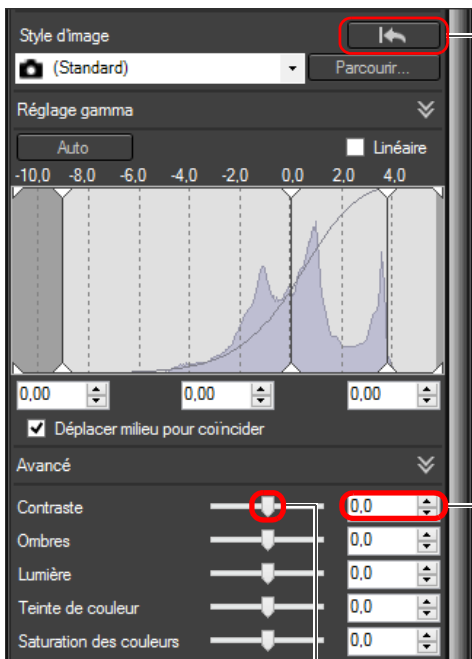 Style d'image
(Standard) Parcourir...
Réglage gamma
Auto Linéaire
-10,0 -8,0 -6,0 -4,0 -2,0 0,0 2,0 4,0
0,00 0,00 0,00
Déplacer milieu pour coïncider
Avancé
Contraste 0,0
Ombres 0,0
Lumière 0,0
Teinte de couleur 0,0
Saturation des couleurs 0,0